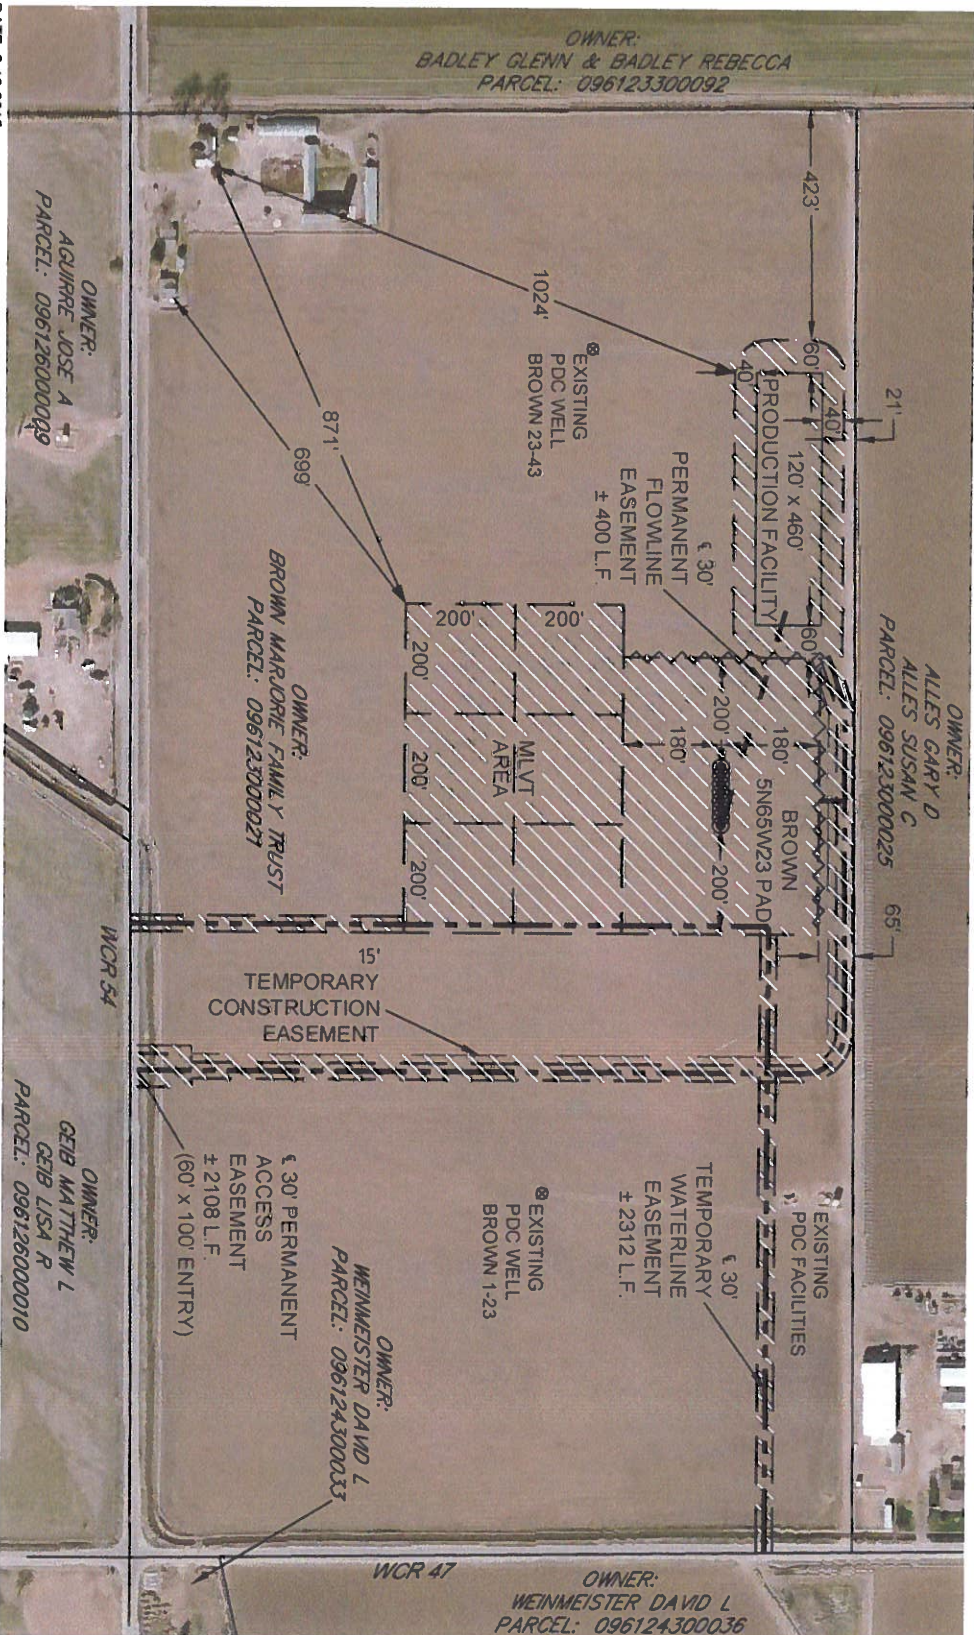 OWNER:
BADLEY GLENN & BADLEY REBECCA
PARCEL: 096123300092
OWNER:
ALLES GARY D
ALLES SUSAN C
PARCEL: 096123000025
423'
21'
65'
60'
40'
40'
PRODUCTION FACILITY
120' x 460'
60'
1024'
EXISTING
PDC WELL
BROWN 23-43
℄ 30'
PERMANENT
FLOWLINE
EASEMENT
± 400 L.F.
871'
699'
200'
200'
200'
200'
200'
MLVT
AREA
180'
180'
200'
200'
BROWN
5N65W23 PAD
OWNER:
BROWN MARJORIE FAMILY TRUST
PARCEL: 096123000027
15'
TEMPORARY
CONSTRUCTION
EASEMENT
EXISTING
PDC FACILITIES
℄ 30'
TEMPORARY
WATERLINE
EASEMENT
± 2312 L.F.
EXISTING
PDC WELL
BROWN 1-23
℄ 30' PERMANENT
ACCESS
EASEMENT
± 2108 L.F.
(60' x 100' ENTRY)
OWNER:
WEINMEISTER DAVID L
PARCEL: 096124300033
OWNER:
AGUIRRE JOSE A
PARCEL: 096126000009
WCR 54
OWNER:
GEIB MATTHEW L
GEIB LISA R
PARCEL: 096126000010
WCR 47
OWNER:
WEINMEISTER DAVID L
PARCEL: 096124300036